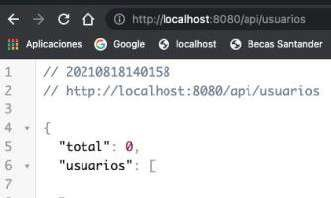 http://localhost:8080/api/usuarios
Aplicaciones Google localhost Becas Santander
1 // 20210818140158
2 // http://localhost:8080/api/usuarios
3
4 {
5 "total": 0,
6 "usuarios": [
7